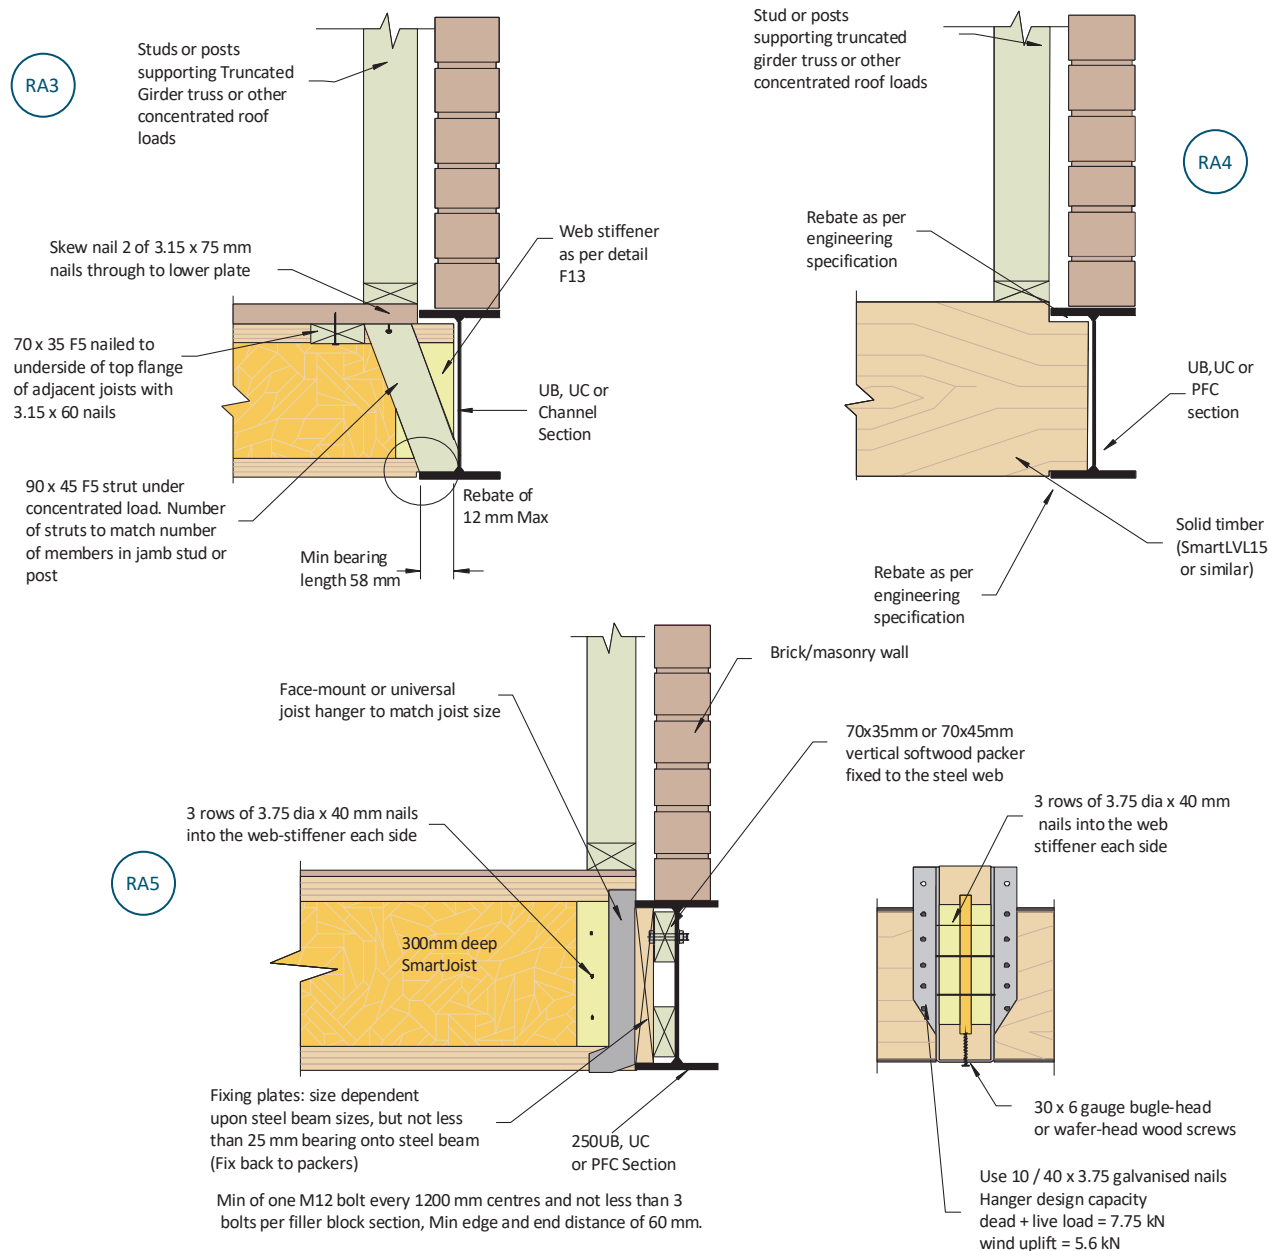 RA3
Studs or posts
supporting Truncated
Girder truss or other
concentrated roof
loads
Skew nail 2 of 3.15 x 75 mm
nails through to lower plate
Web stiffener
as per detail
F13
70 x 35 F5 nailed to
underside of top flange
of adjacent joists with
3.15 x 60 nails
UB, UC or
Channel
Section
90 x 45 F5 strut under
concentrated load. Number
of struts to match number
of members in jamb stud or
post
Rebate of
12 mm Max
Min bearing
length 58 mm
Stud or posts
supporting truncated
girder truss or other
concentrated roof loads
RA4
Rebate as per
engineering
specification
UB,UC or
PFC
section
Solid timber
(SmartLVL15
or similar)
Rebate as per
engineering
specification
Brick/masonry wall
Face-mount or universal
joist hanger to match joist size
70x35mm or 70x45mm
vertical softwood packer
fixed to the steel web
3 rows of 3.75 dia x 40 mm nails
into the web-stiffener each side
3 rows of 3.75 dia x 40 mm
nails into the web
stiffener each side
RA5
300mm deep
SmartJoist
Fixing plates: size dependent
upon steel beam sizes, but not less
than 25 mm bearing onto steel beam
(Fix back to packers)
250UB, UC
or PFC Section
30 x 6 gauge bugle-head
or wafer-head wood screws
Min of one M12 bolt every 1200 mm centres and not less than 3
bolts per filler block section, Min edge and end distance of 60 mm.
Use 10 / 40 x 3.75 galvanised nails
Hanger design capacity
dead + live load = 7.75 kN
wind uplift = 5.6 kN